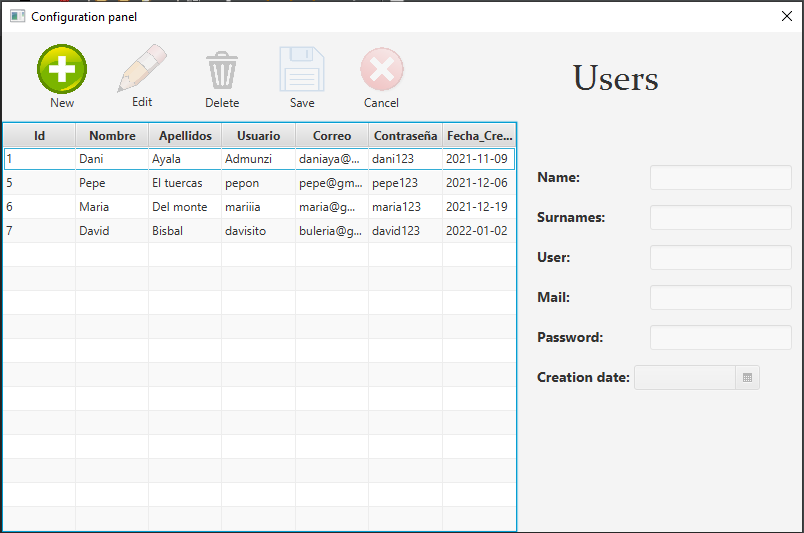 Configuration panel
New Edit Delete Save Cancel
Users
Id Nombre Apellidos Usuario Correo Contraseña Fecha_Cre...
1 Dani Ayala Admunzi daniaya@... dani123 2021-11-09
5 Pepe El tuercas pepon pepe@gm... pepe123 2021-12-06
6 Maria Del monte mariiia maria@g... maria123 2021-12-19
7 David Bisbal davisito buleria@g... david123 2022-01-02
Name:
Surnames:
User:
Mail:
Password:
Creation date: